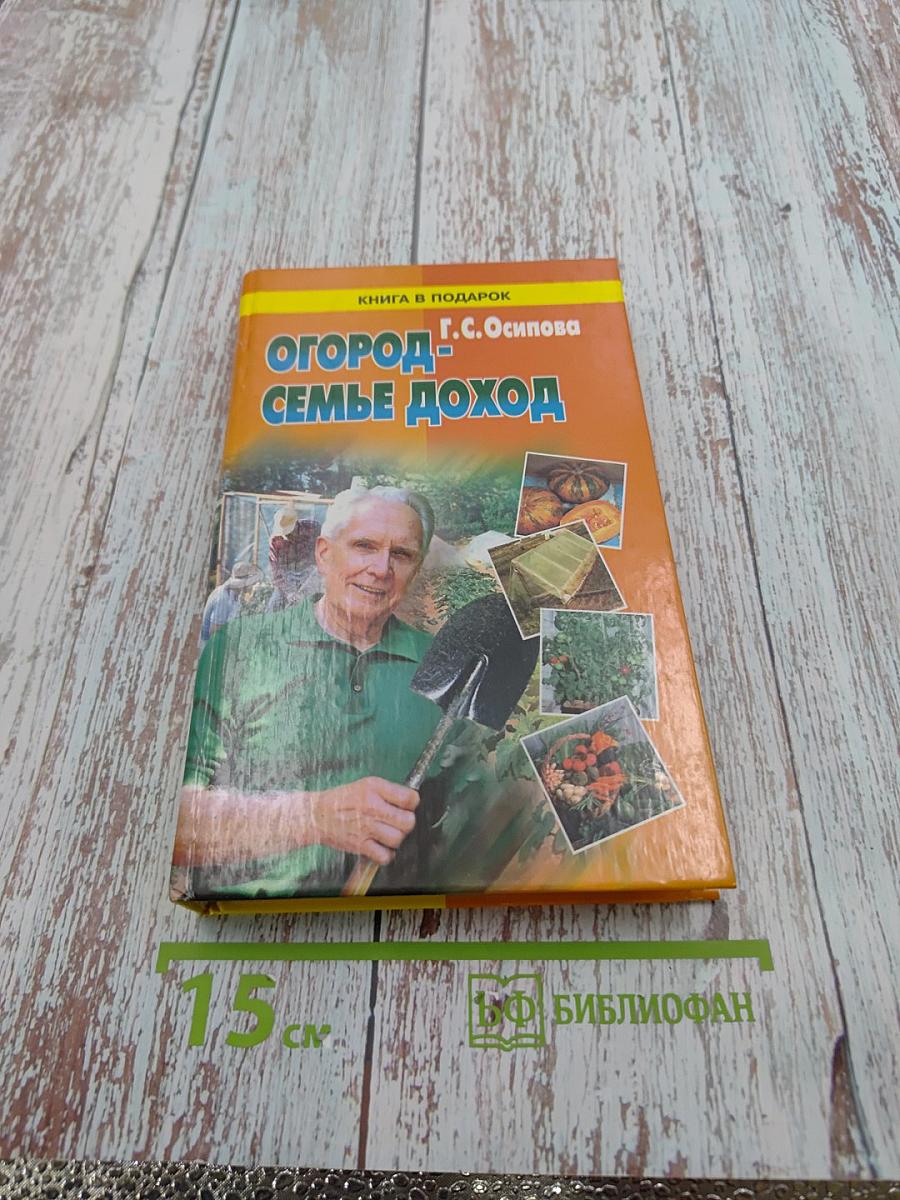 КНИГА В ПОДАРОК
Г.С.Осипова
ОГОРОД-
СЕМЬЕ ДОХОД
15 см
БФ БИБЛИОФАН